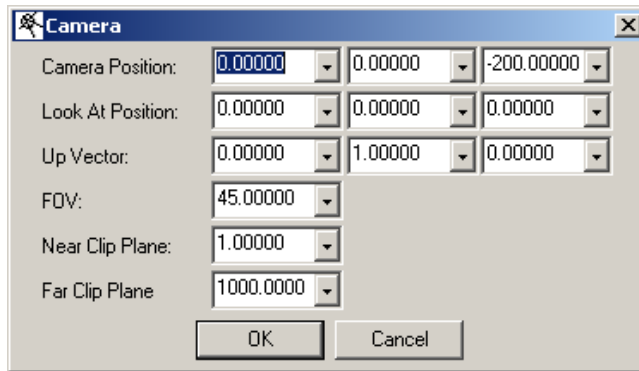 Camera
Camera Position: 0.00000 0.00000 -200.00000
Look At Position: 0.00000 0.00000 0.00000
Up Vector: 0.00000 1.00000 0.00000
FOV: 45.00000
Near Clip Plane: 1.00000
Far Clip Plane 1000.0000
OK Cancel